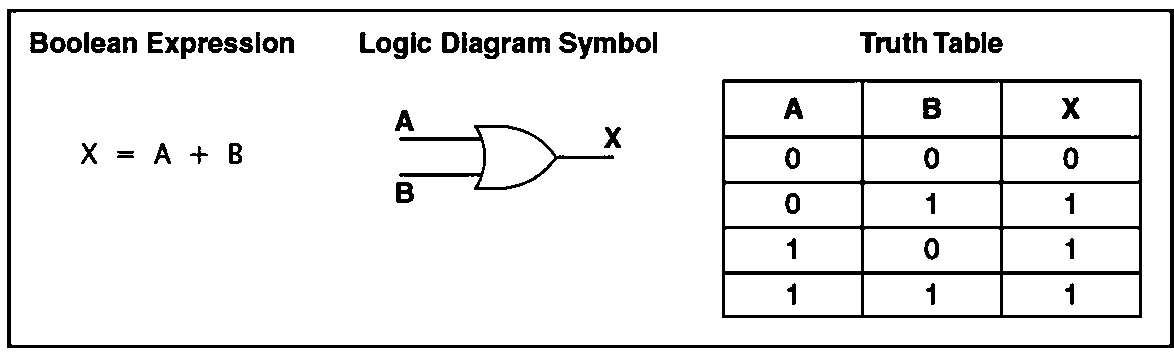 Boolean Expression Logic Diagram Symbol Truth Table
X = A + B
A
B
X
A B X
0 0 0
0 1 1
1 0 1
1 1 1